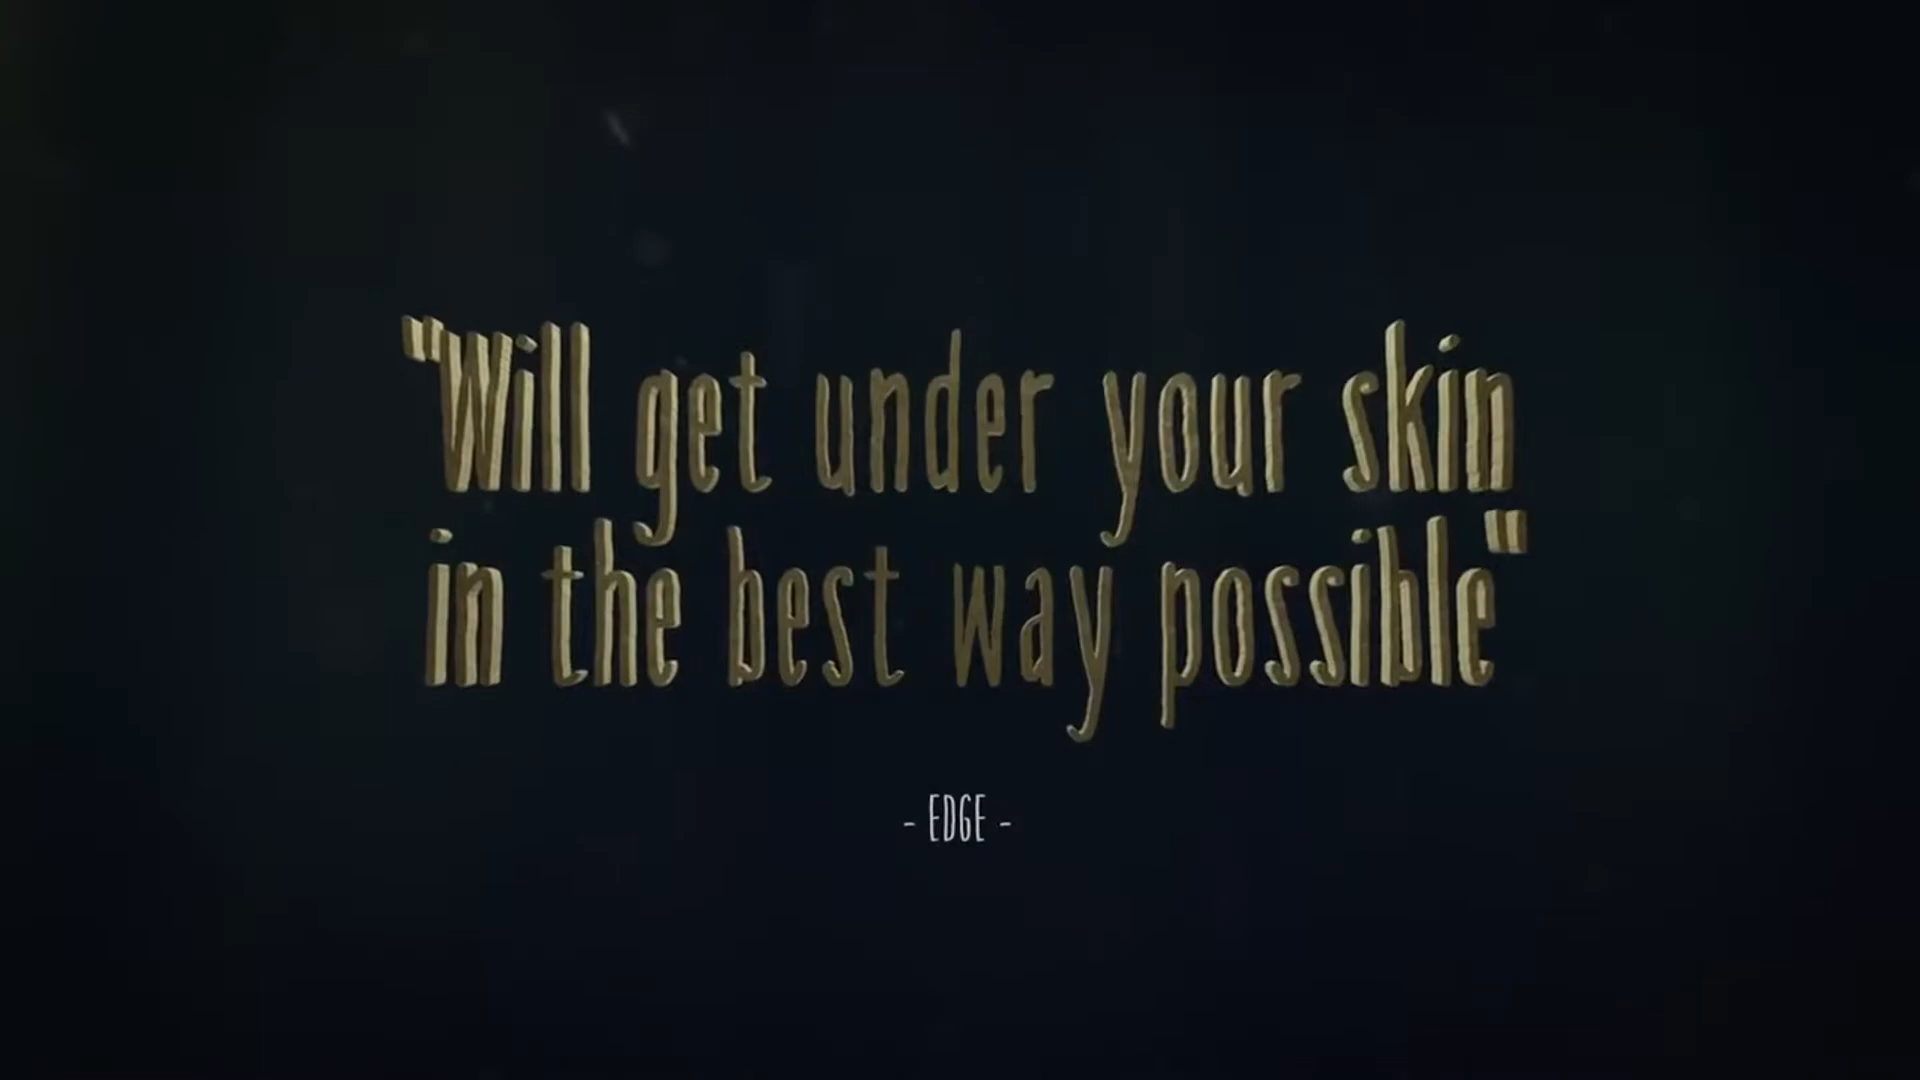 "Will get under your skin
in the best way possible"
- EDGE -